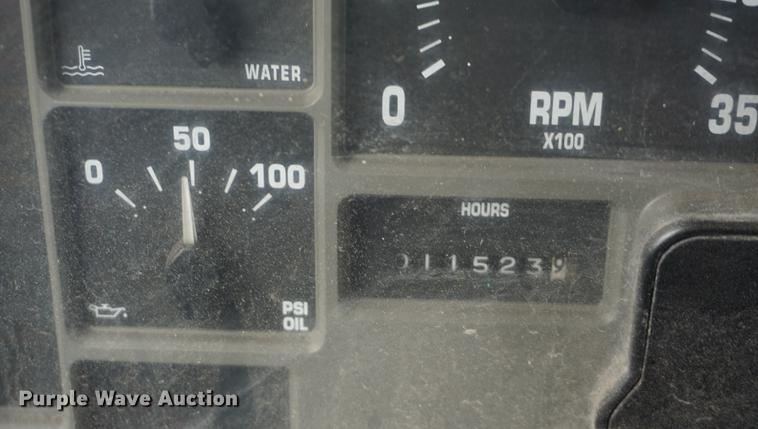 WATER
0
50
100
PSI
OIL
0
RPM
X100
35
HOURS
0115239
Purple Wave Auction